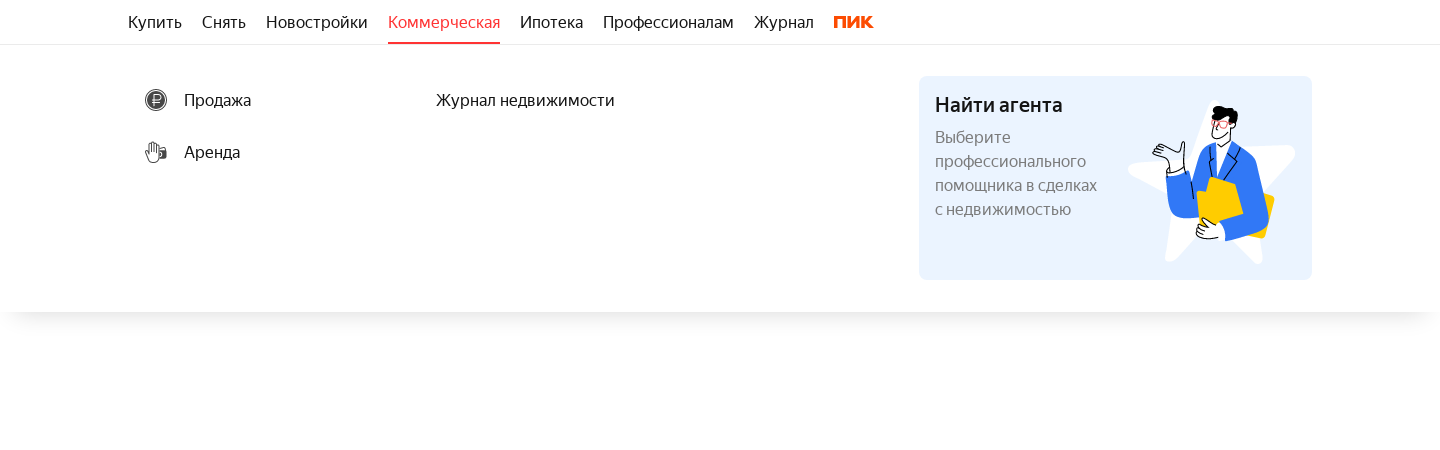 Купить Снять Новостройки Коммерческая Ипотека Профессионалам Журнал ПИК
Продажа
Аренда
Журнал недвижимости
Найти агента
Выберите
профессионального
помощника в сделках
с недвижимостью